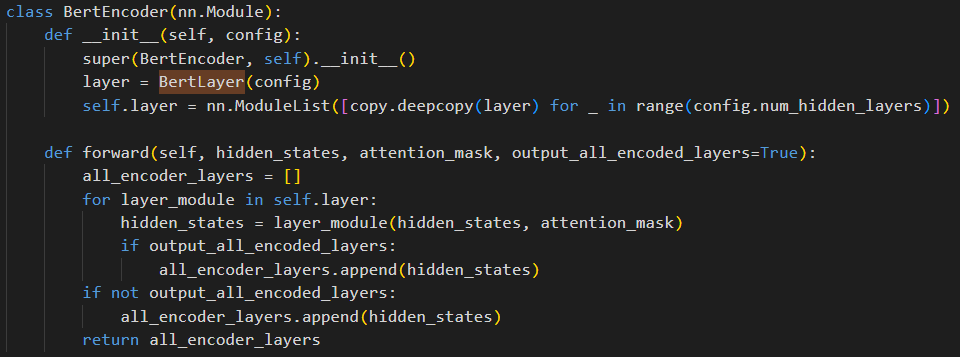 class BertEncoder(nn.Module):
    def __init__(self, config):
        super(BertEncoder, self).__init__()
        layer = BertLayer(config)
        self.layer = nn.ModuleList([copy.deepcopy(layer) for _ in range(config.num_hidden_layers)])

    def forward(self, hidden_states, attention_mask, output_all_encoded_layers=True):
        all_encoder_layers = []
        for layer_module in self.layer:
            hidden_states = layer_module(hidden_states, attention_mask)
            if output_all_encoded_layers:
                all_encoder_layers.append(hidden_states)
        if not output_all_encoded_layers:
            all_encoder_layers.append(hidden_states)
        return all_encoder_layers